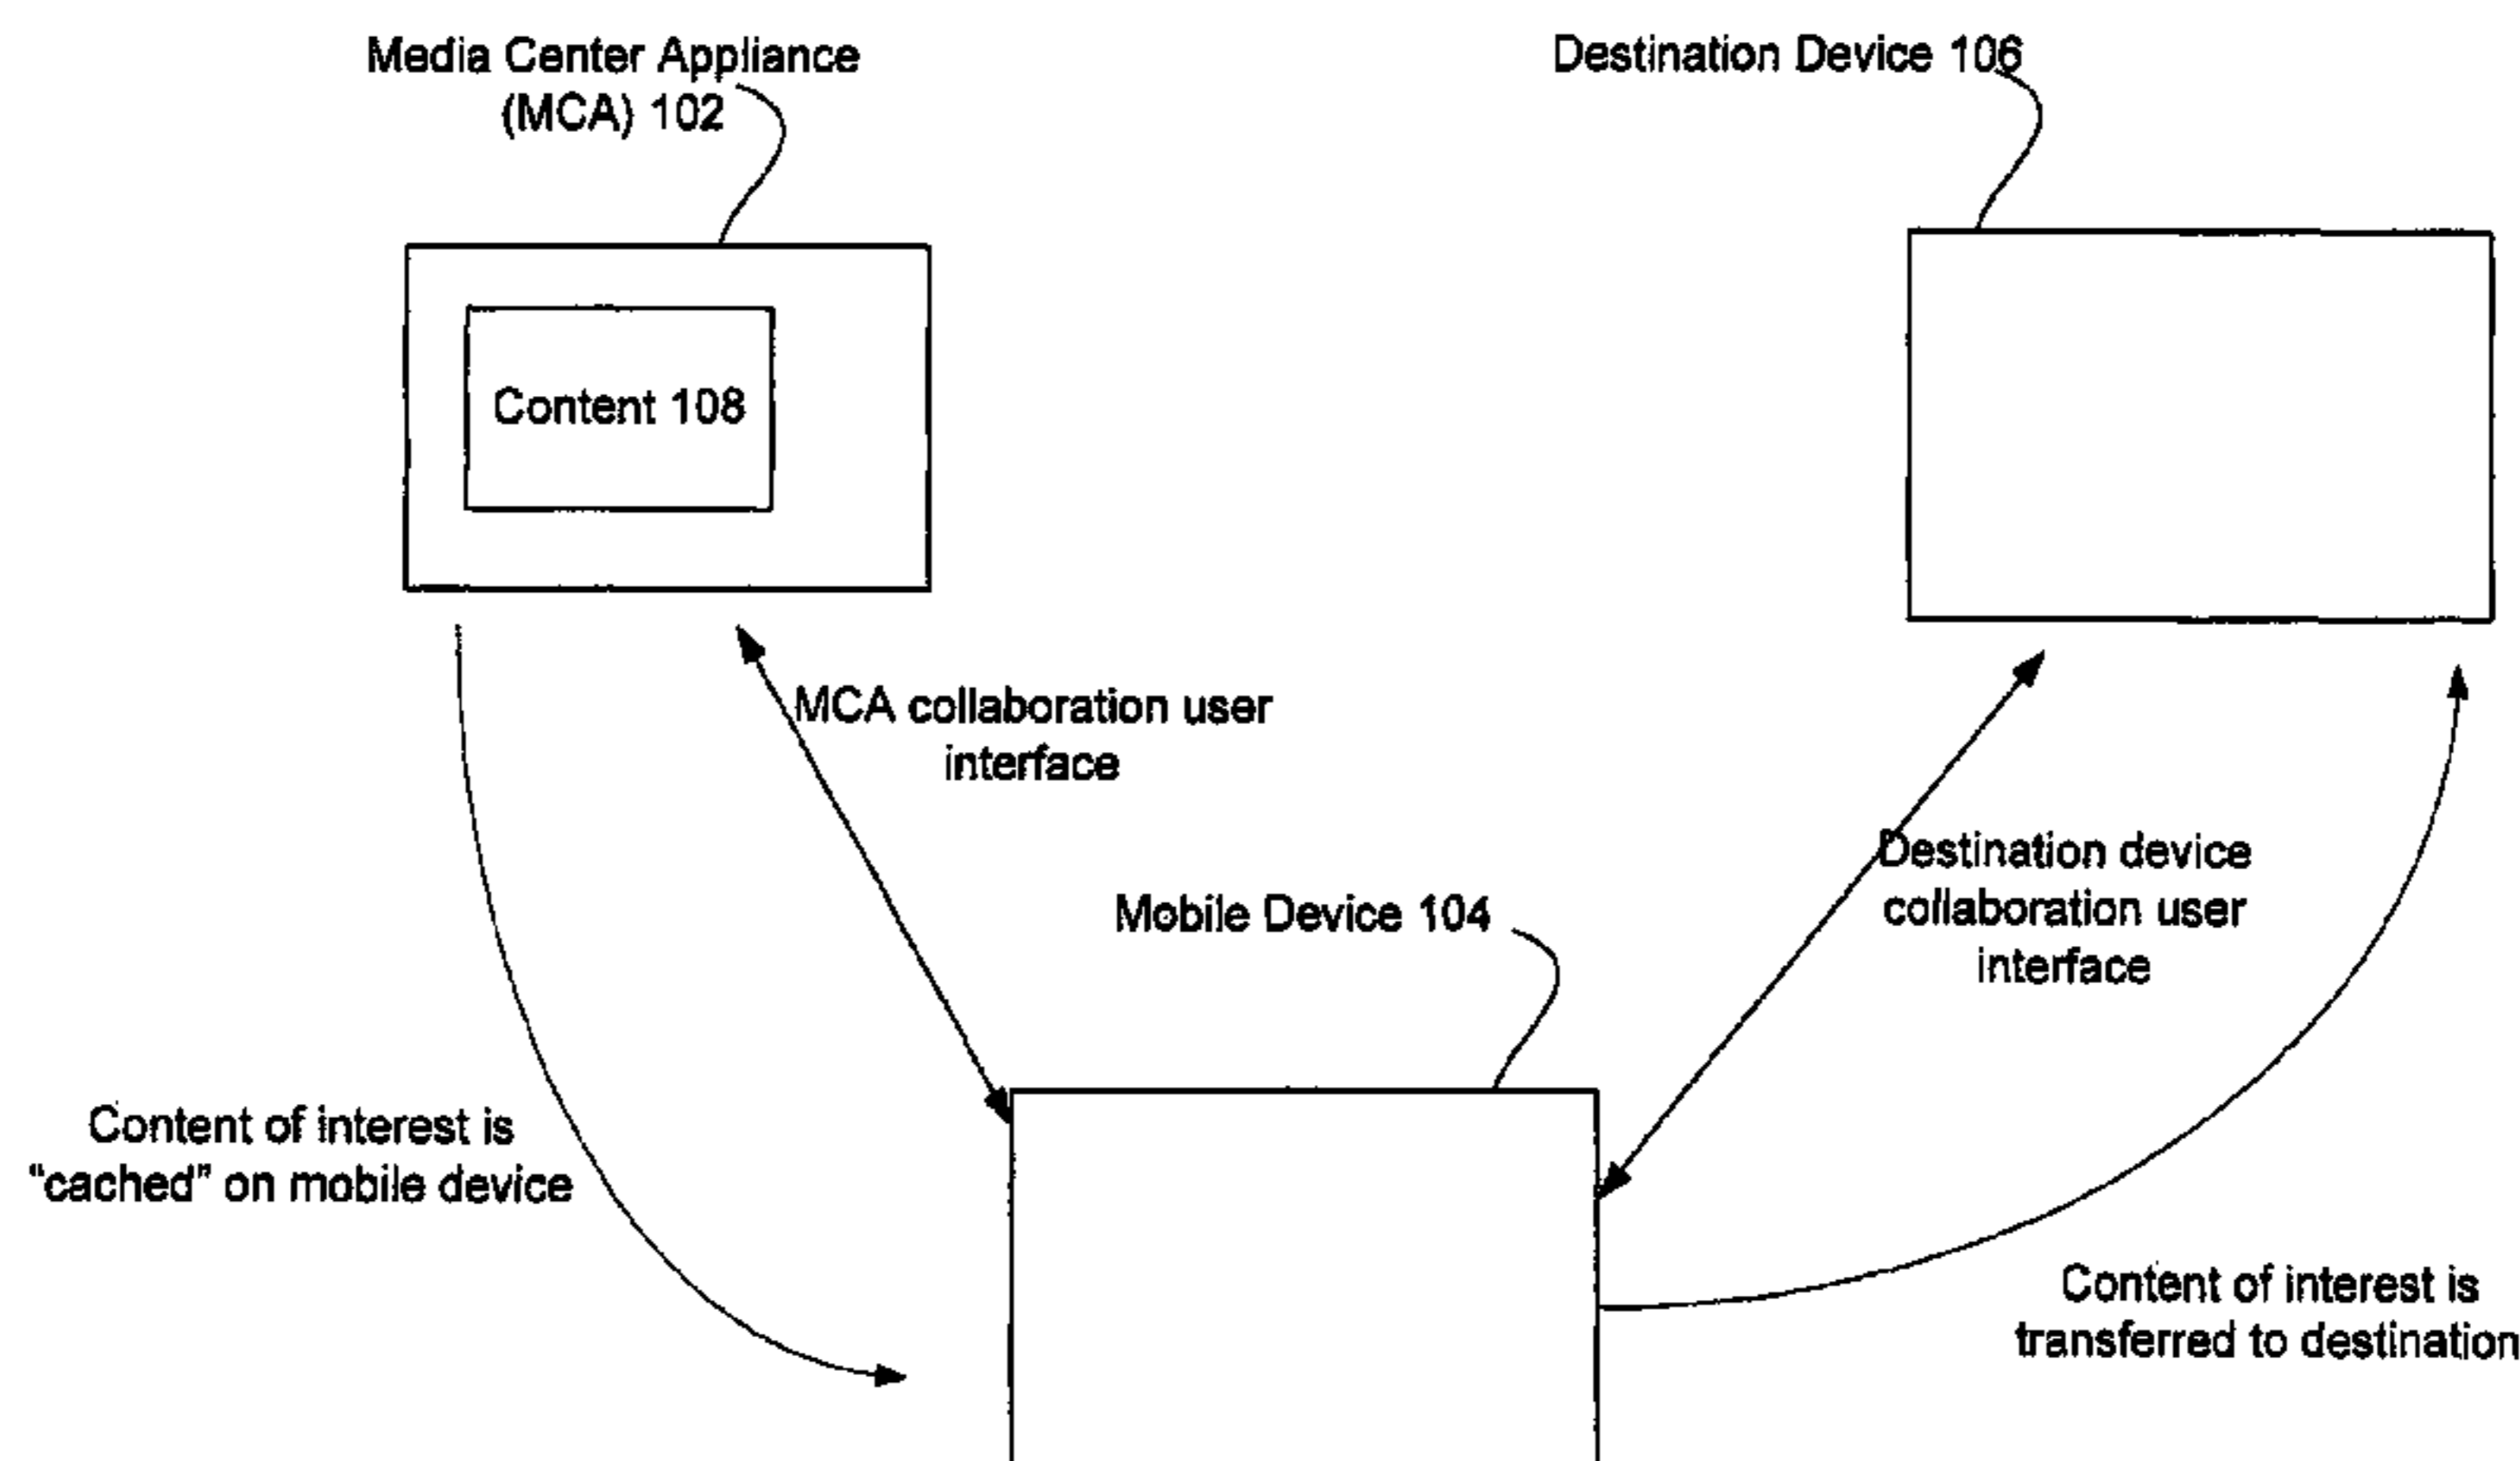 Media Center Appliance
(MCA) 102
Destination Device 106
Content 108
MCA collaboration user
interface
Destination device
collaboration user
interface
Mobile Device 104
Content of interest is
“cached” on mobile device
Content of interest is
transferred to destination